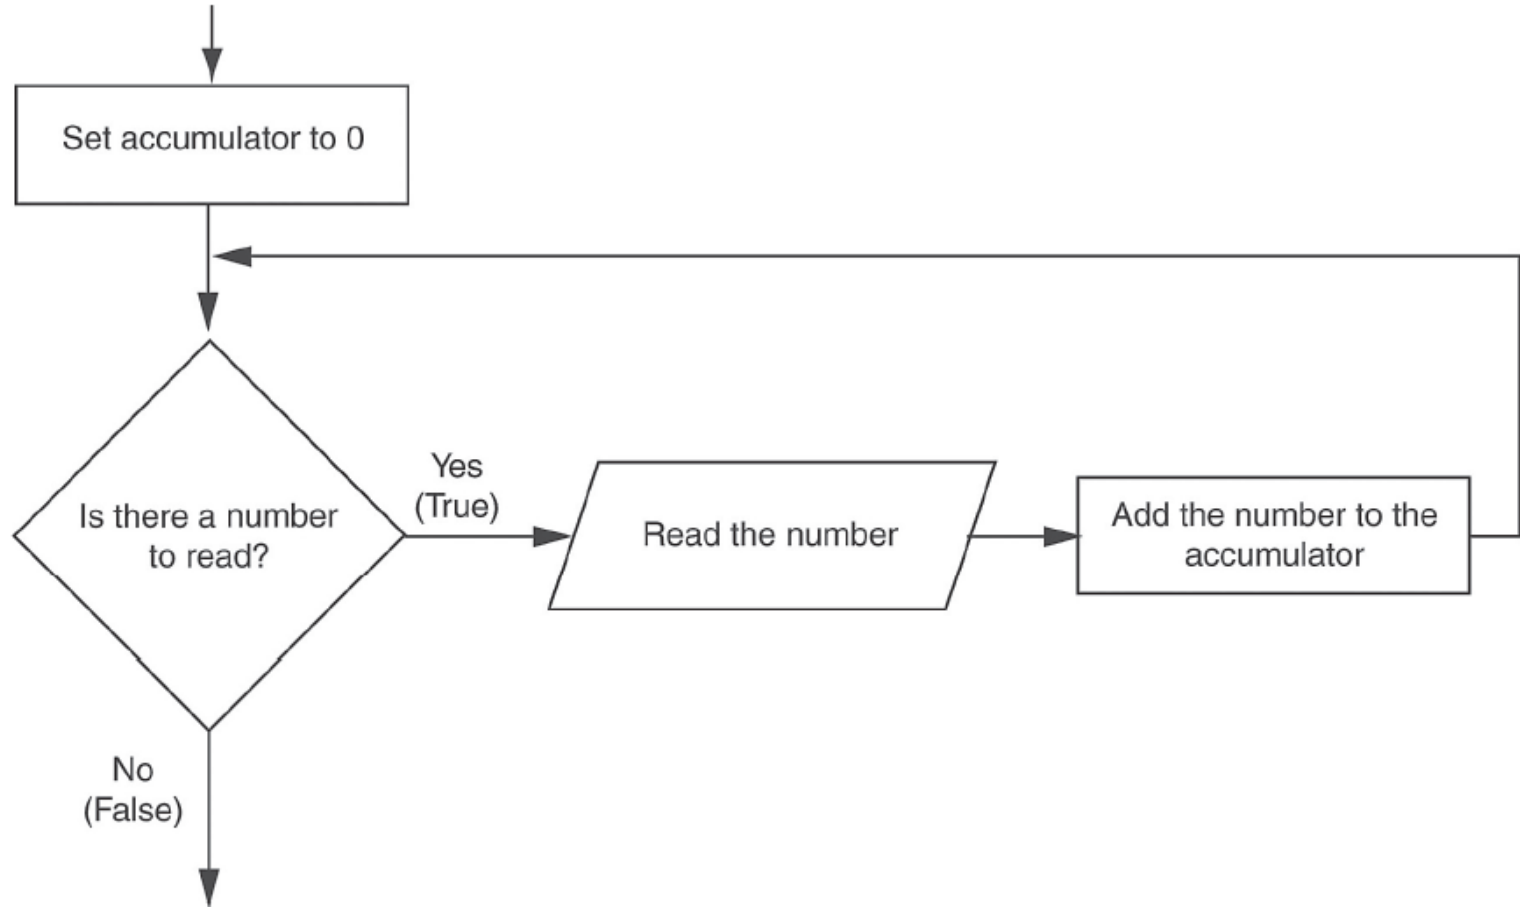 Set accumulator to 0
Is there a number
to read?
Yes
(True)
Read the number
Add the number to the
accumulator
No
(False)